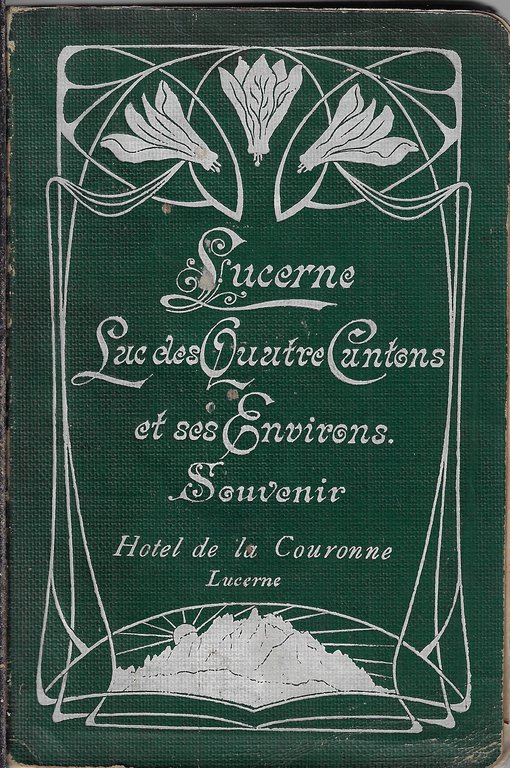 Lucerne
Lac des Quatre Cantons
et ses Environs.
Souvenir
Hotel de la Couronne
Lucerne